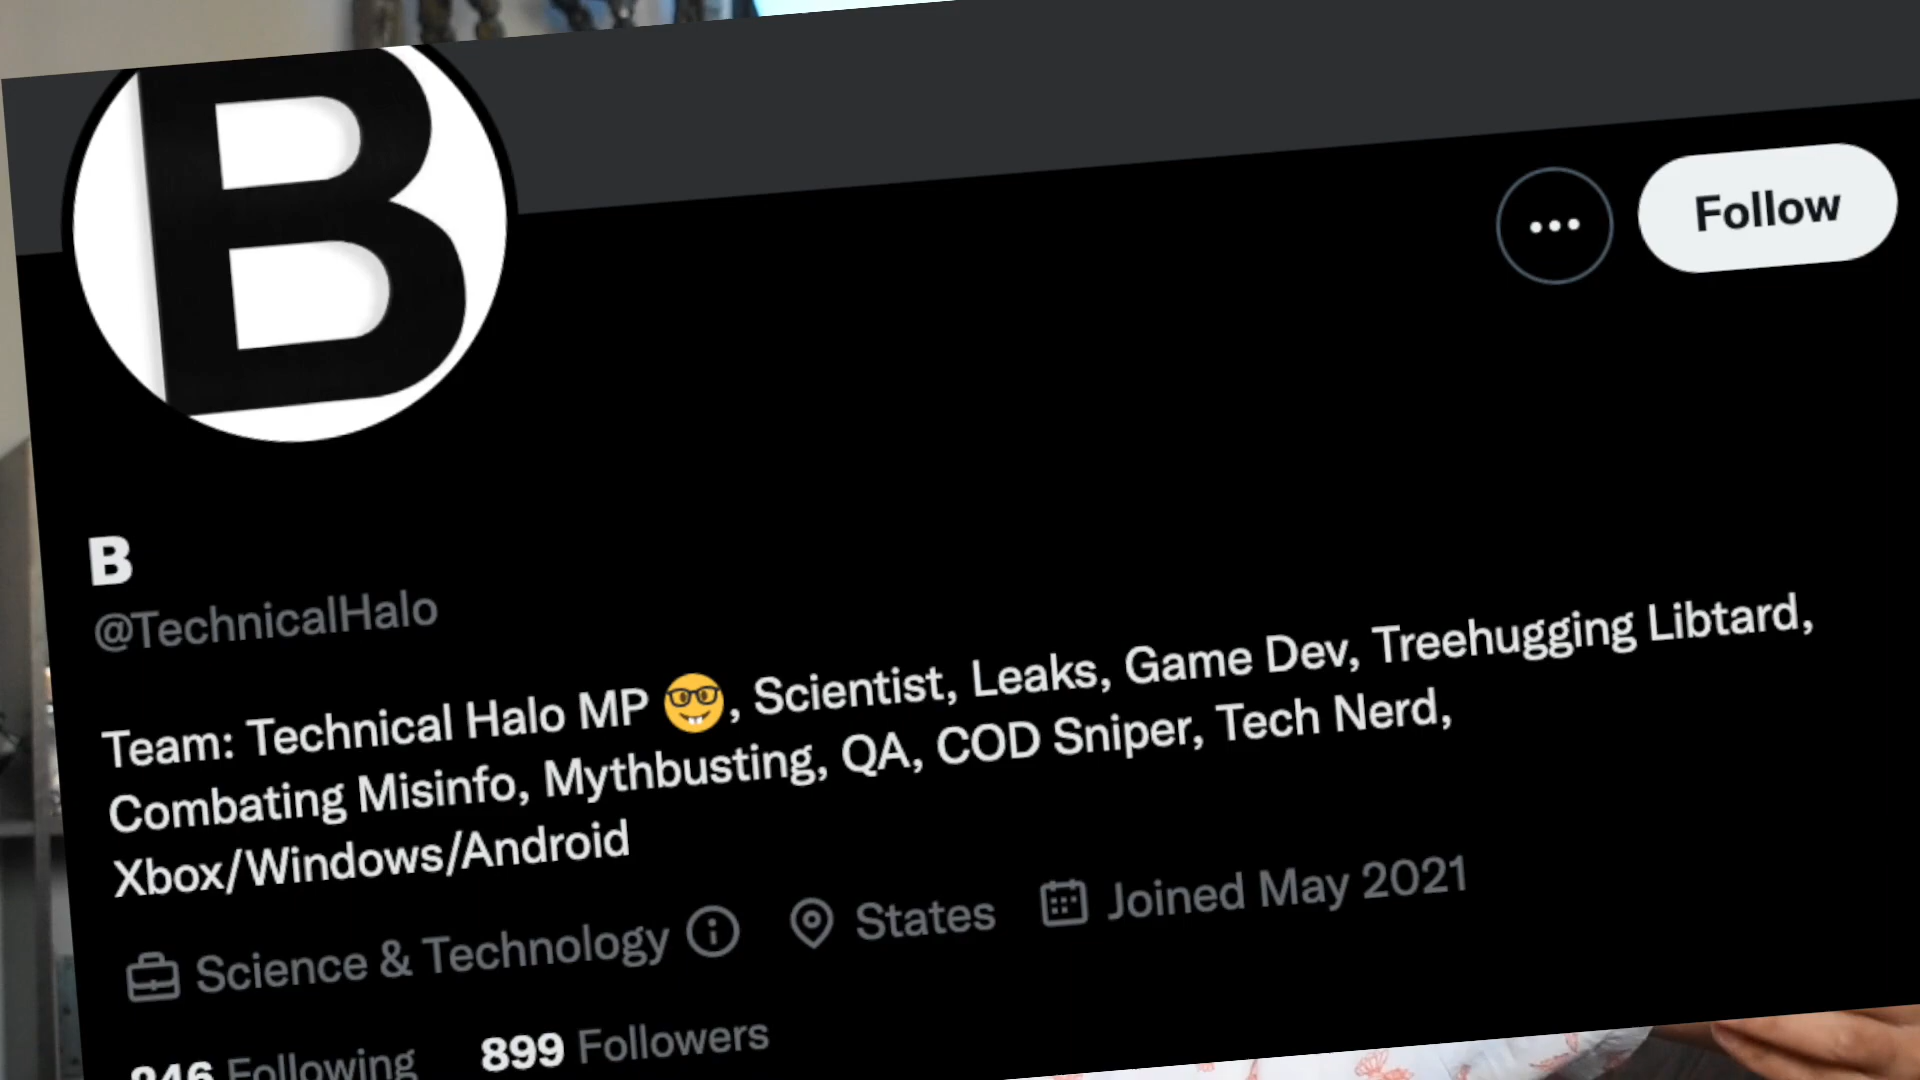 B
Follow
B
@TechnicalHalo
Team: Technical Halo MP 🤓, Scientist, Leaks, Game Dev, Treehugging Libtard,
Combating Misinfo, Mythbusting, QA, COD Sniper, Tech Nerd,
Xbox/Windows/Android
Science & Technology States Joined May 2021
Following 899 Followers